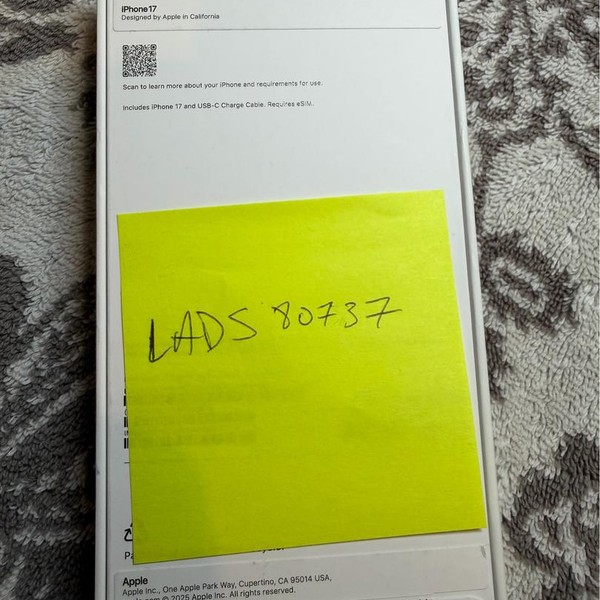 iPhone 17
Designed by Apple in California
Scan to learn more about your iPhone and requirements for use.
Includes iPhone 17 and USB-C Charge Cable. Requires eSIM.
LADS 80737
Apple
Apple Inc., One Apple Park Way, Cupertino, CA 95014 USA,
© 2025 Apple Inc. All rights reserved.